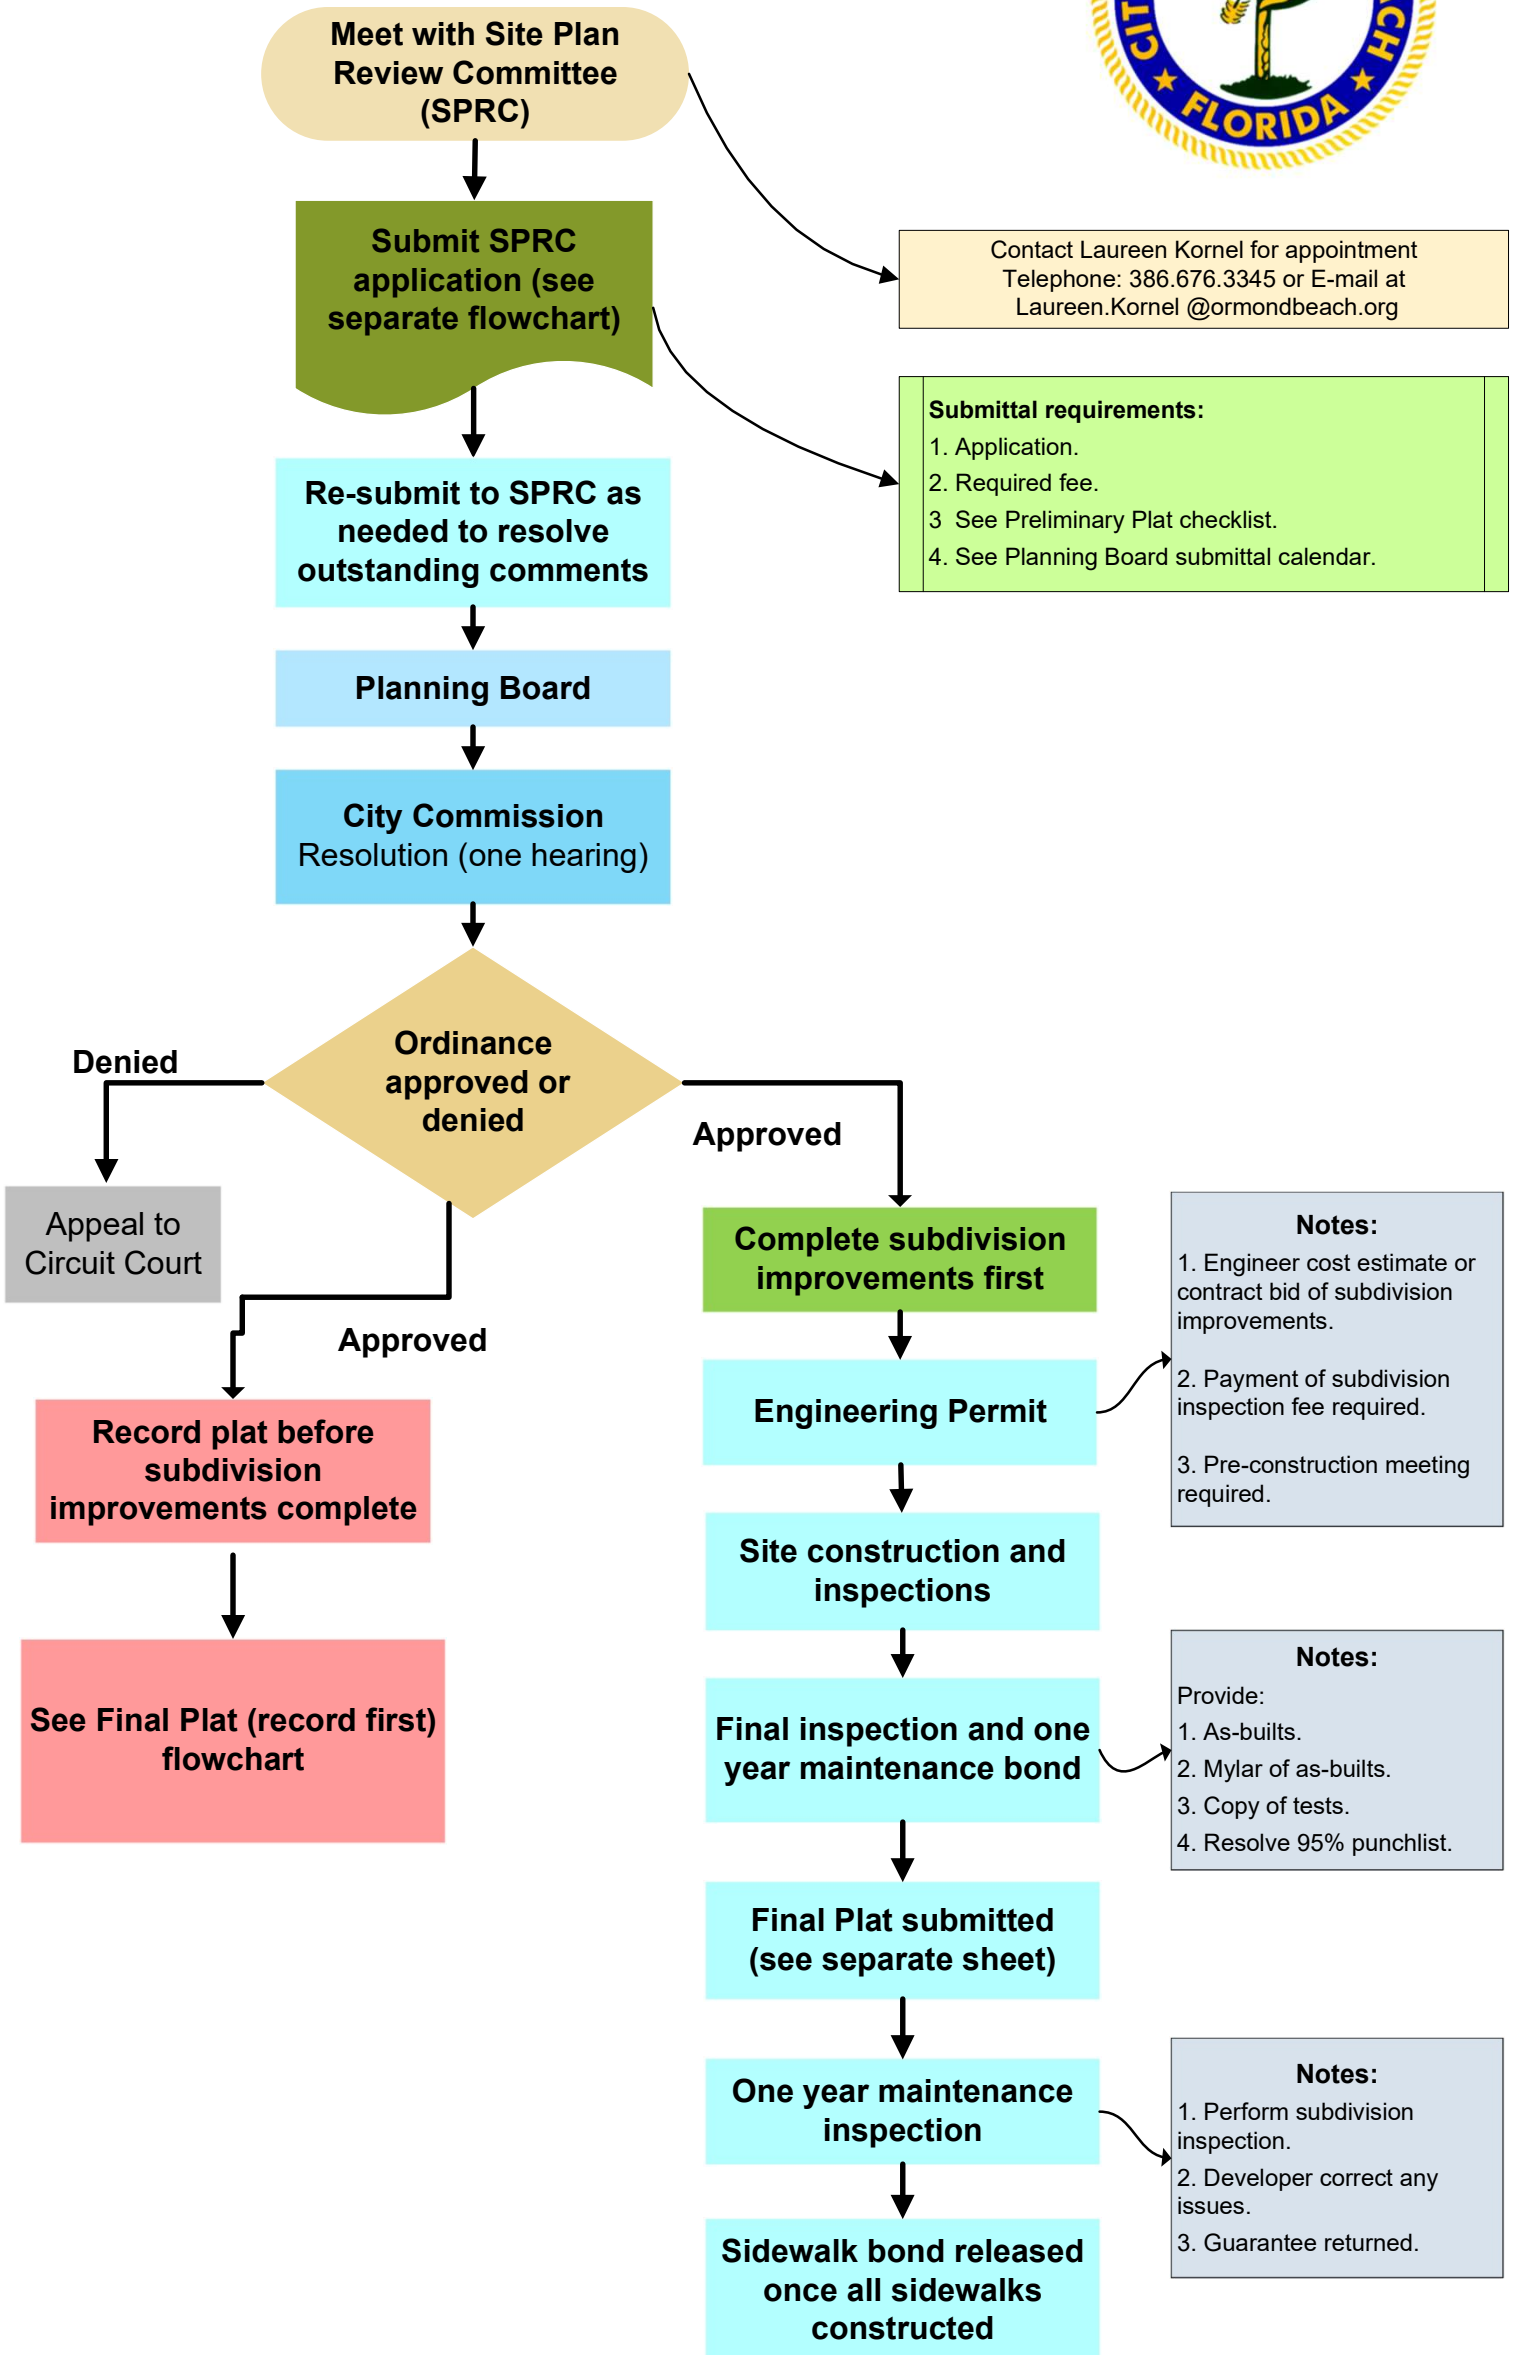 Meet with Site Plan
Review Committee
(SPRC)
CIT
ACH
FLORIDA
Submit SPRC
application (see
separate flowchart)
Contact Laureen Kornel for appointment
Telephone: 386.676.3345 or E-mail at
Laureen.Kornel @ormondbeach.org
Submittal requirements:
1. Application.
2. Required fee.
3 See Preliminary Plat checklist.
4. See Planning Board submittal calendar.
Re-submit to SPRC as
needed to resolve
outstanding comments
Planning Board
City Commission
Resolution (one hearing)
Ordinance
approved or
denied
Denied
Approved
Appeal to
Circuit Court
Approved
Record plat before
subdivision
improvements complete
See Final Plat (record first)
flowchart
Complete subdivision
improvements first
Engineering Permit
Notes:
1. Engineer cost estimate or
contract bid of subdivision
improvements.
2. Payment of subdivision
inspection fee required.
3. Pre-construction meeting
required.
Site construction and
inspections
Final inspection and one
year maintenance bond
Notes:
Provide:
1. As-builts.
2. Mylar of as-builts.
3. Copy of tests.
4. Resolve 95% punchlist.
Final Plat submitted
(see separate sheet)
One year maintenance
inspection
Notes:
1. Perform subdivision
inspection.
2. Developer correct any
issues.
3. Guarantee returned.
Sidewalk bond released
once all sidewalks
constructed